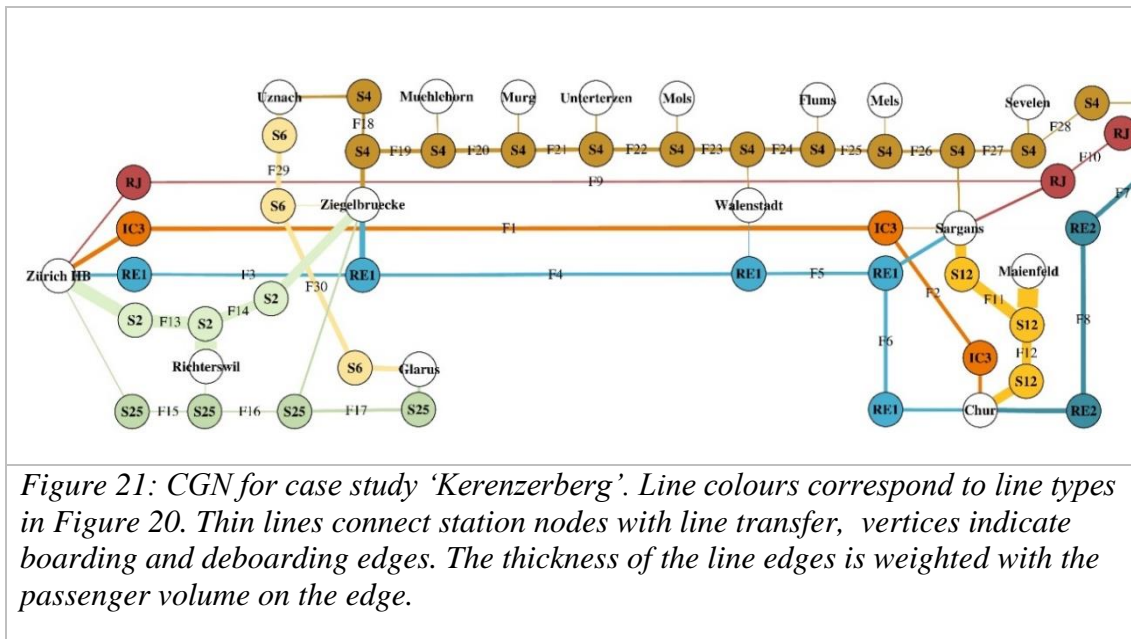 Uznach S4 Muehlehorn Murg Unterterzen Mols Flums Mels Sevelen S4
S6 F18 F28 RJ
S4 F19 S4 F20 S4 F21 S4 F22 S4 F23 S4 F24 S4 F25 S4 F26 S4 F27 S4
F29 F10
RJ F9 RJ
S6 Ziegelbruecke Walenstadt F7
IC3 F1 IC3 Sargans RE2
Zürich HB RE1 F3 RE1 F4 RE1 F5 RE1 S12 Maienfeld
F30 F2 F11
S2 F13 S2 F14 S2 S12 F8
F6 F12
Richterswil S6 Glarus IC3 S12
S25 F15 S25 F16 S25 F17 S25 RE1 Chur RE2
Figure 21: CGN for case study ‘Kerenzerberg’. Line colours correspond to line types
in Figure 20. Thin lines connect station nodes with line transfer, vertices indicate
boarding and deboarding edges. The thickness of the line edges is weighted with the
passenger volume on the edge.